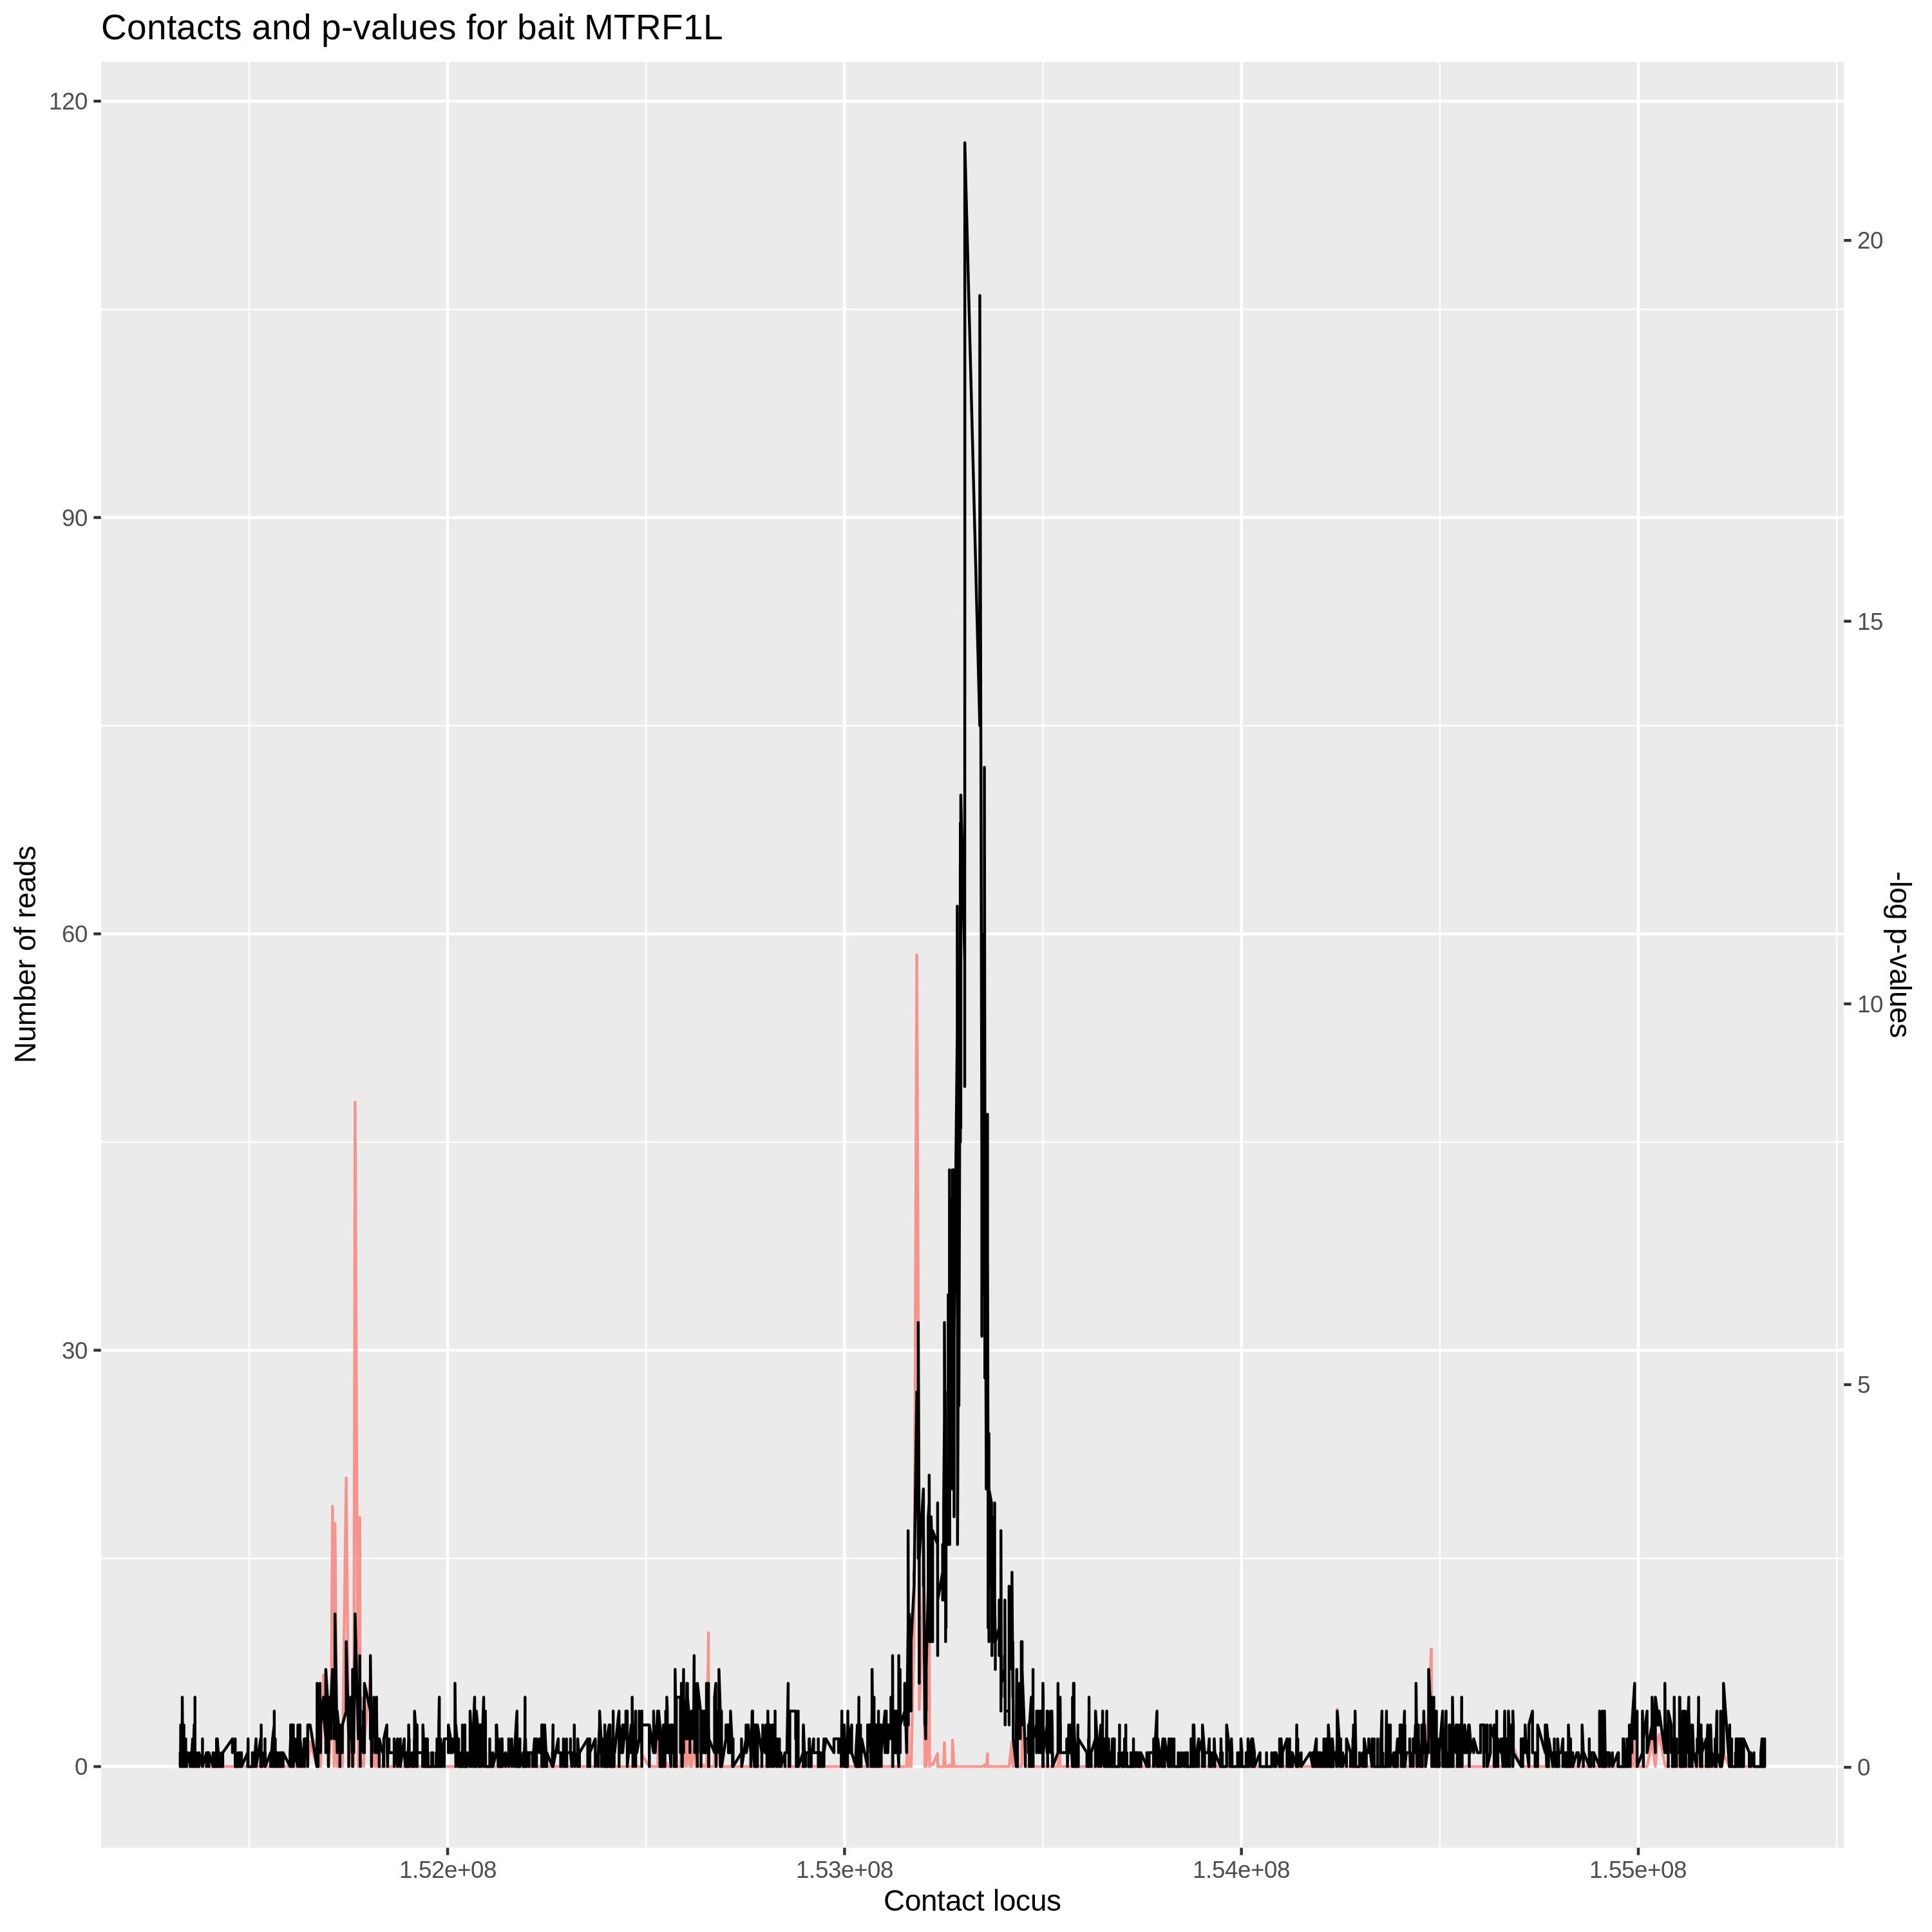 Contacts and p-values for bait MTRF1L
120
90
60
30
0
Number of reads
20
15
10
5
0
-log p-values
1.52e+08
1.53e+08
1.54e+08
1.55e+08
Contact locus